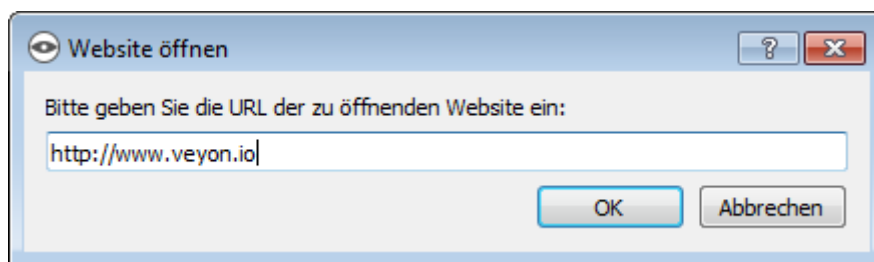 Website öffnen
Bitte geben Sie die URL der zu öffnenden Website ein:
http://www.veyon.io
OK Abbrechen